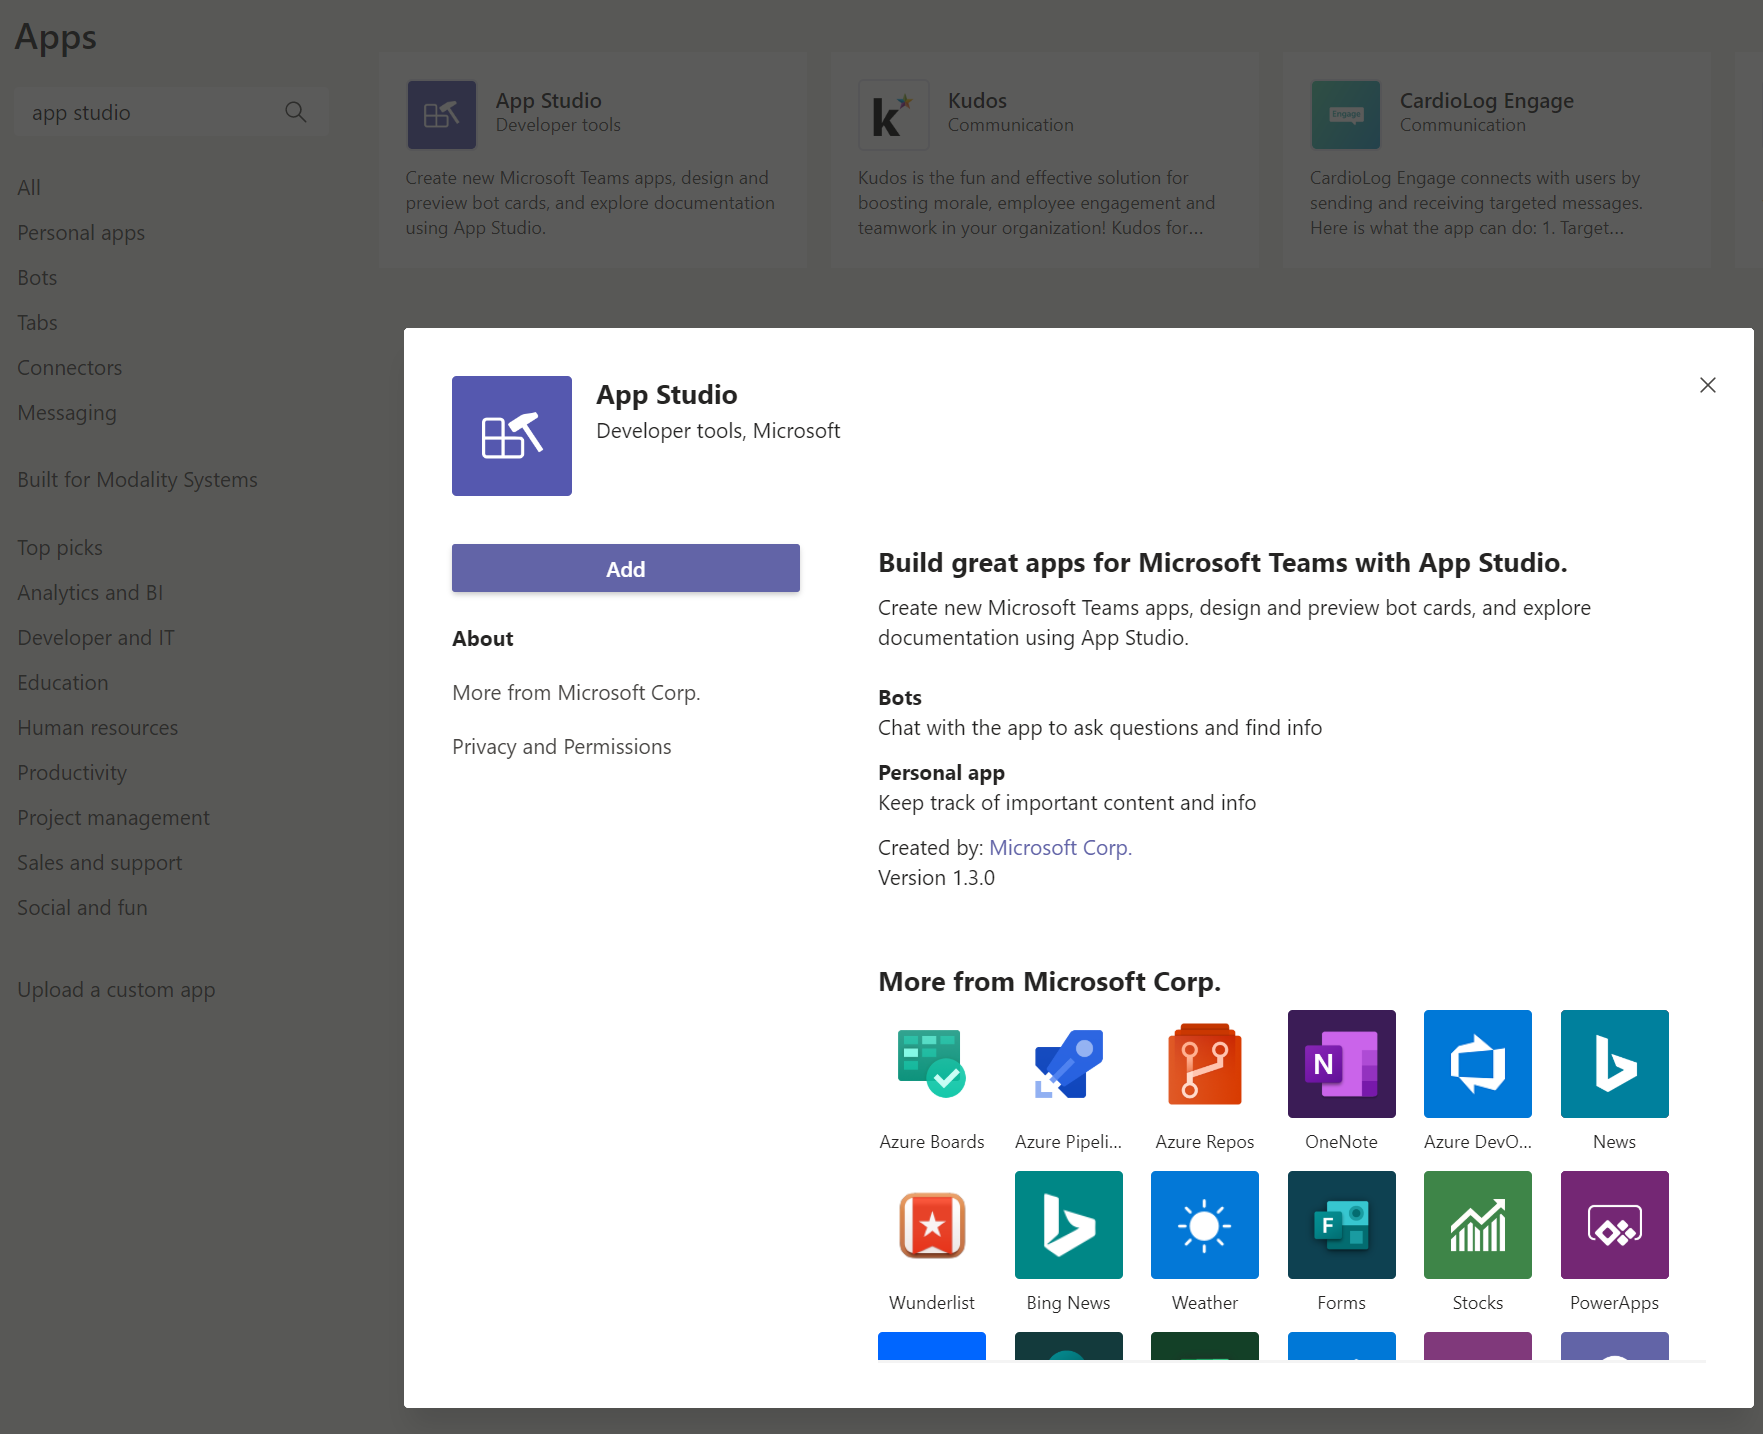 Apps
app studio
All
Personal apps
Bots
Tabs
Connectors
Messaging
Built for Modality Systems
Top picks
Analytics and BI
Developer and IT
Education
Human resources
Productivity
Project management
Sales and support
Social and fun
Upload a custom app
App Studio
Developer tools
Create new Microsoft Teams apps, design and
preview bot cards, and explore documentation
using App Studio.
k
Kudos
Communication
Kudos is the fun and effective solution for
boosting morale, employee engagement and
teamwork in your organization! Kudos for...
Engage
CardioLog Engage
Communication
CardioLog Engage connects with users by
sending and receiving targeted messages.
Here is what the app can do: 1. Target...
App Studio
Developer tools, Microsoft
Add
About
More from Microsoft Corp.
Privacy and Permissions
Build great apps for Microsoft Teams with App Studio.
Create new Microsoft Teams apps, design and preview bot cards, and explore
documentation using App Studio.
Bots
Chat with the app to ask questions and find info
Personal app
Keep track of important content and info
Created by: Microsoft Corp.
Version 1.3.0
More from Microsoft Corp.
N
Azure Boards
Azure Pipeli...
Azure Repos
OneNote
Azure DevO...
News
F
Wunderlist
Bing News
Weather
Forms
Stocks
PowerApps